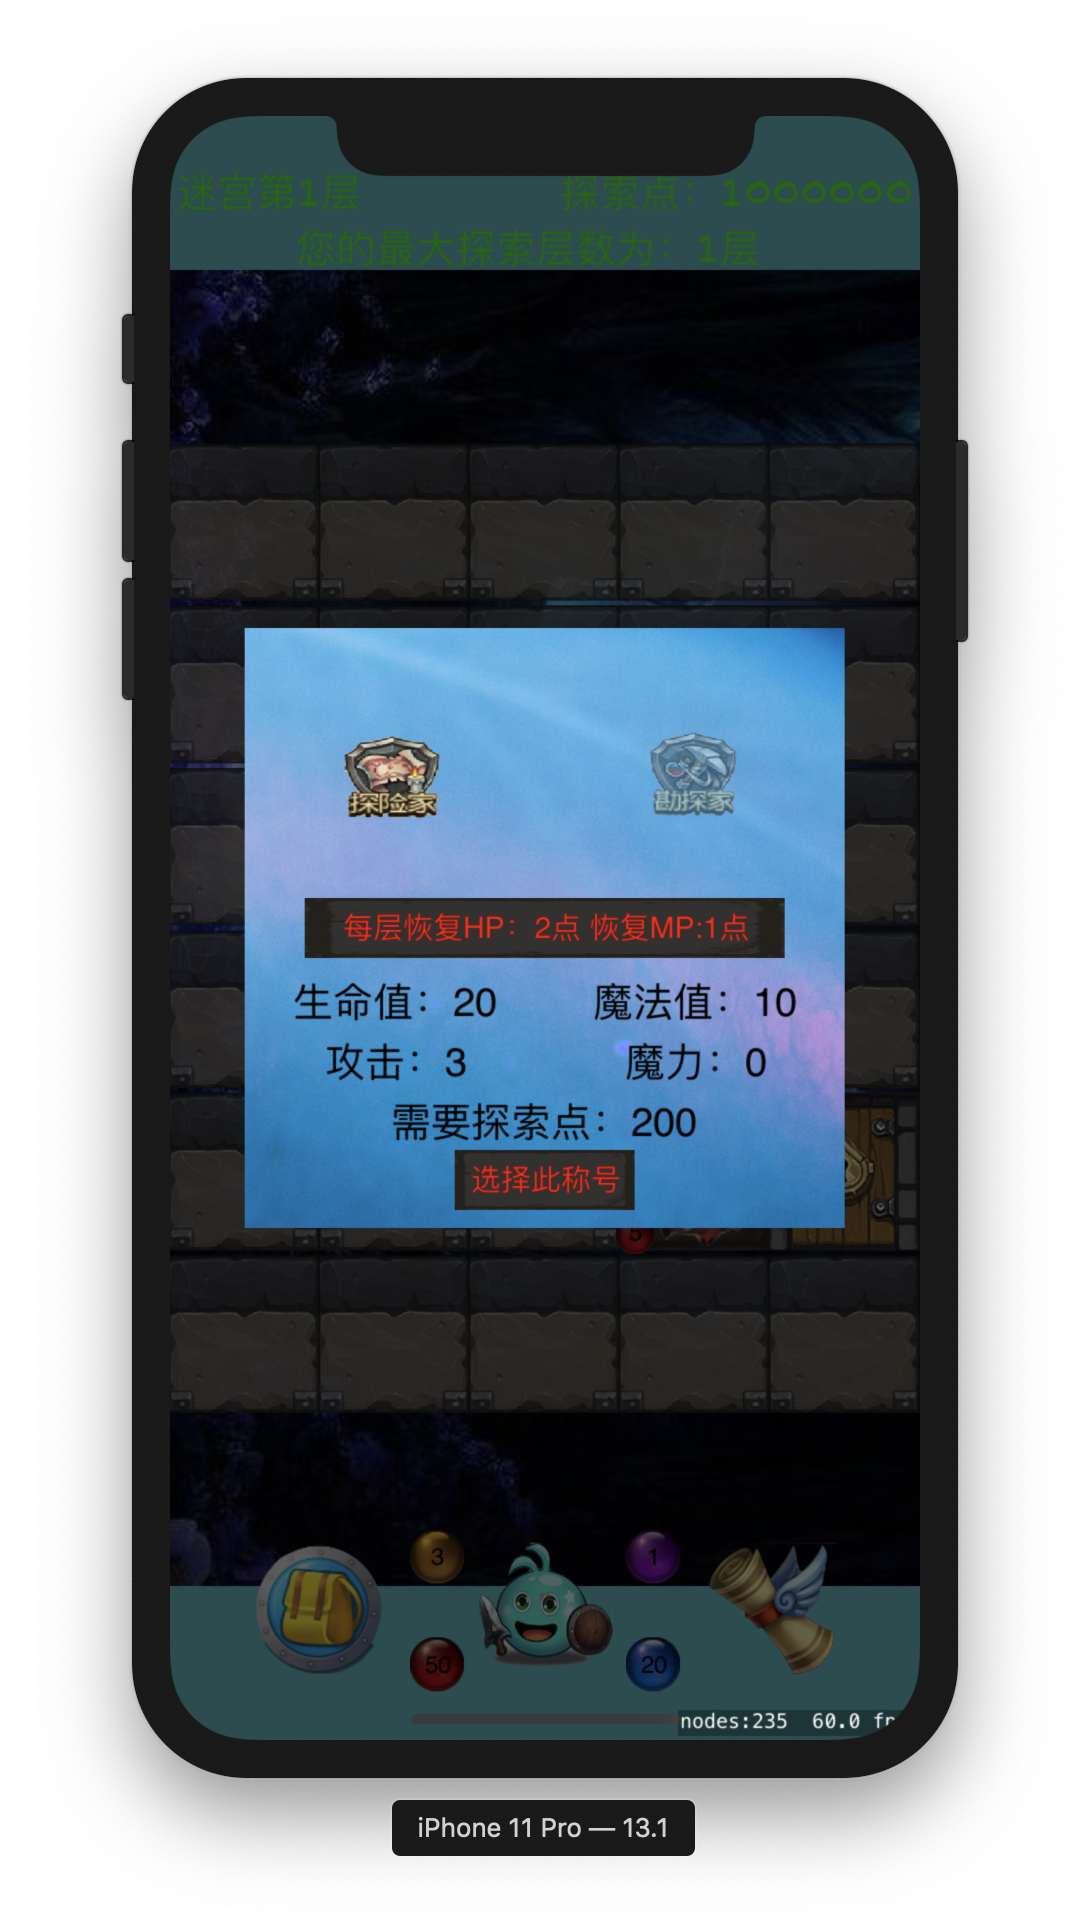 迷宫第1层 探索点：1000000
您的最大探索层数为：1层
探险家 勘探家
每层恢复HP：2点 恢复MP:1点
生命值：20 魔法值：10
攻击：3 魔力：0
需要探索点：200
选择此称号
5
3 1
50 20
nodes:235 60.0 fp
iPhone 11 Pro — 13.1